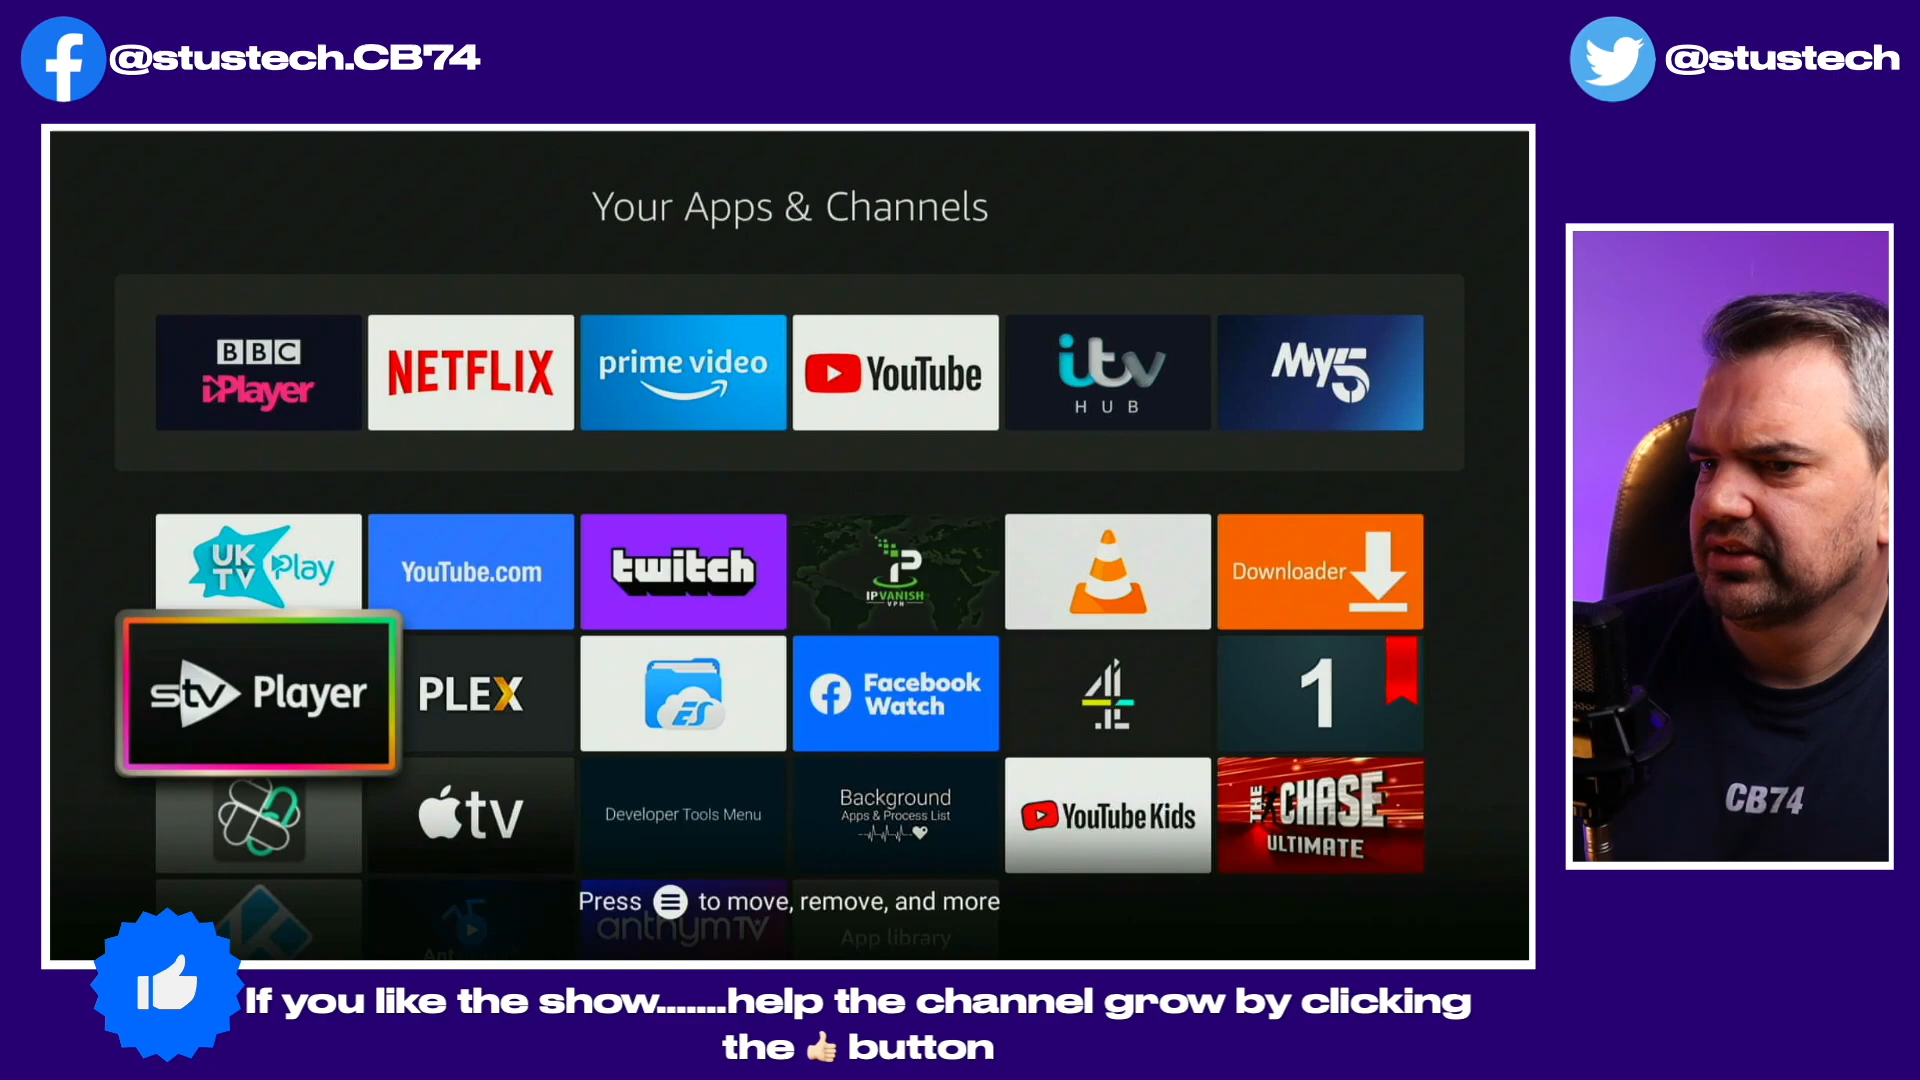 @stustech.CB74
@stustech
Your Apps & Channels
BBC
iPlayer
NETFLIX
prime video
YouTube
itv
HUB
My5
UK
TV Play
YouTube.com
twitch
IPVANISH
VPN
Downloader
stv Player
PLEX
ES
Facebook
Watch
4
1
tv
Developer Tools Menu
Background
Apps & Process List
YouTube Kids
THE CHASE
ULTIMATE
Press to move, remove, and more
anthymTV
App library
CB74
If you like the show.......help the channel grow by clicking
the 👍🏻 button